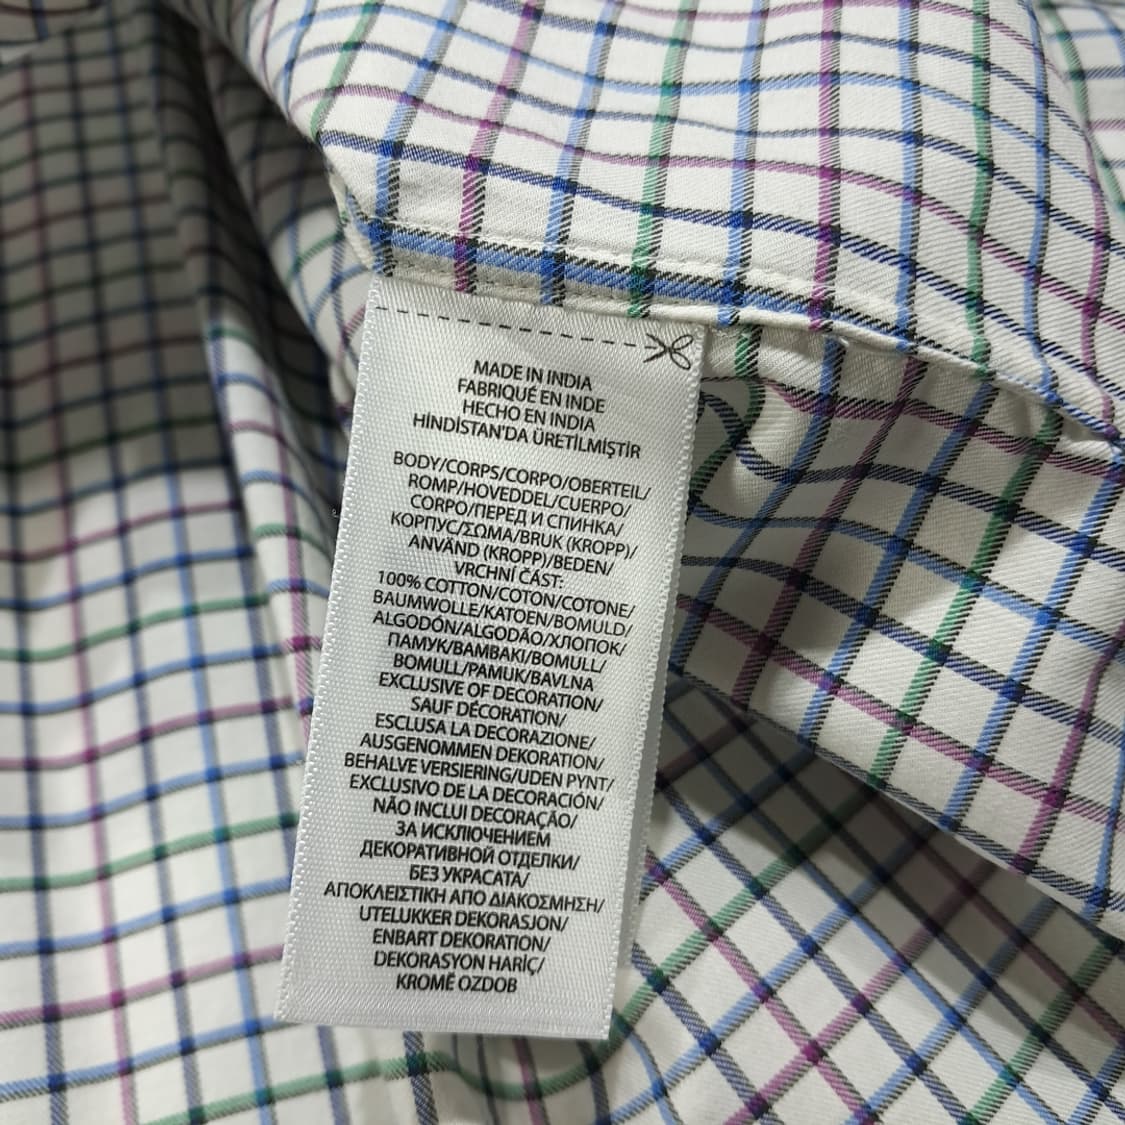 MADE IN INDIA
FABRIQUÉ EN INDE
HECHO EN INDIA
HİNDİSTAN'DA ÜRETİLMİŞTİR
BODY/CORPS/CORPO/OBERTEIL/
ROMP/HOVEDDEL/CUERPO/
CORPO/ПЕРЕД И СПИНКА/
КОРПУС/ΣΩΜΑ/BRUK (KROPP)/
ANVÄND (KROPP)/BEDEN/
VRCHNÍ ČÁST:
100% COTTON/COTON/COTONE/
BAUMWOLLE/KATOEN/BOMULD/
ALGODÓN/ALGODÃO/ХЛОПОК/
ПАМУК/ΒΑΜΒΑΚΙ/BOMULL/
BOMULL/PAMUK/BAVLNA
EXCLUSIVE OF DECORATION/
SAUF DÉCORATION/
ESCLUSA LA DECORAZIONE/
AUSGENOMMEN DEKORATION/
BEHALVE VERSIERING/UDEN PYNT/
EXCLUSIVO DE LA DECORACIÓN/
NÃO INCLUI DECORAÇÃO/
ЗА ИСКЛЮЧЕНИЕМ
ДЕКОРАТИВНОЙ ОТДЕЛКИ/
БЕЗ УКРАСАТА/
ΑΠΟΚΛΕΙΣΤΙΚΗ ΑΠΟ ΔΙΑΚΟΣΜΗΣΗ/
UTELUKKER DEKORASJON/
ENBART DEKORATION/
DEKORASYON HARİÇ/
KROMĚ OZDOB